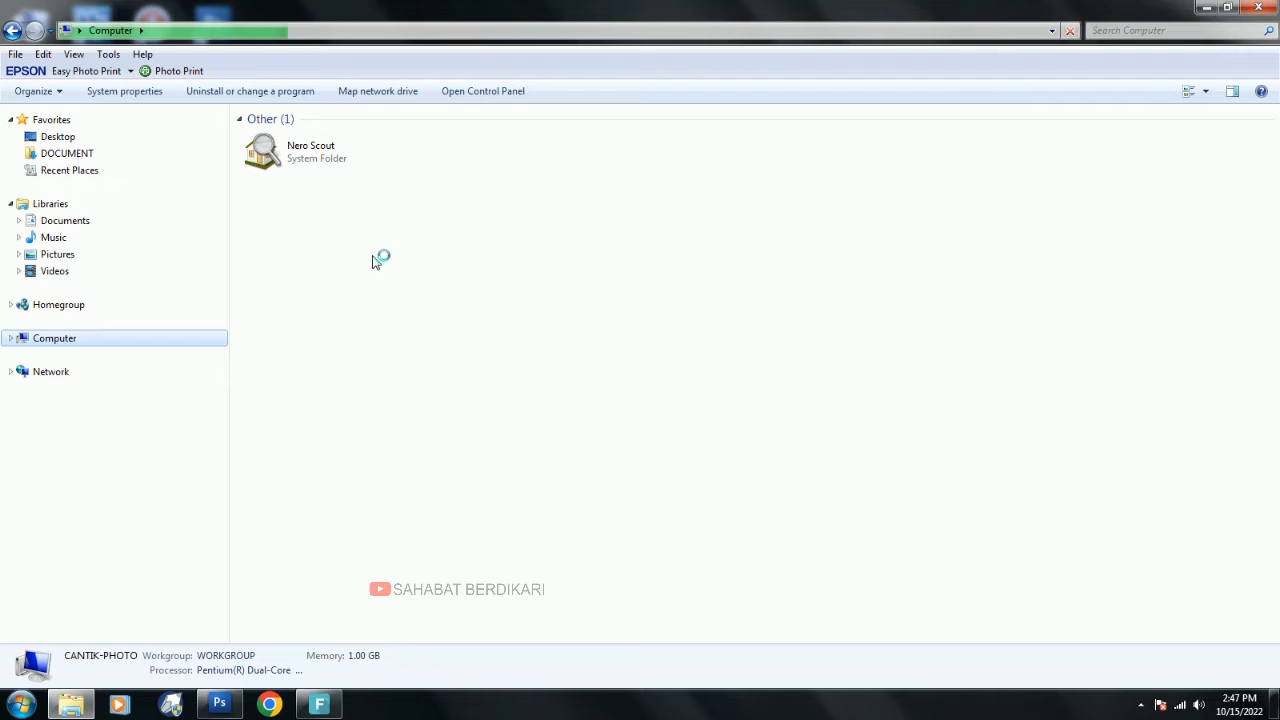 Computer
Search Computer
File Edit View Tools Help
EPSON Easy Photo Print Photo Print
Organize System properties Uninstall or change a program Map network drive Open Control Panel
Favorites
Desktop
DOCUMENT
Recent Places
Libraries
Documents
Music
Pictures
Videos
Homegroup
Computer
Network
Other (1)
Nero Scout
System Folder
SAHABAT BERDIKARI
CANTIK-PHOTO Workgroup: WORKGROUP Memory: 1.00 GB
Processor: Pentium(R) Dual-Core ...
Ps
F
2:47 PM
10/15/2022